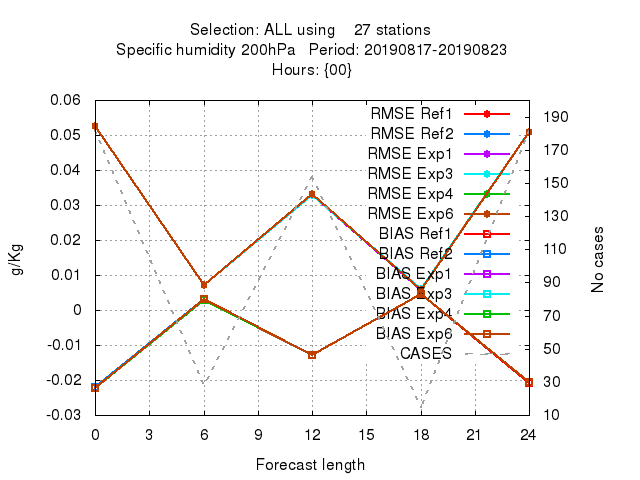 Selection: ALL using    27 stations
Specific humidity 200hPa   Period: 20190817-20190823
Hours: {00}
0.06
0.05
0.04
0.03
0.02
0.01
0
-0.01
-0.02
-0.03
g/Kg
RMSE Ref1
RMSE Ref2
RMSE Exp1
RMSE Exp3
RMSE Exp4
RMSE Exp6
BIAS Ref1
BIAS Ref2
BIAS Exp1
BIAS Exp3
BIAS Exp4
BIAS Exp6
CASES
190
170
150
130
110
90
70
50
30
10
No cases
0 3 6 9 12 15 18 21 24
Forecast length